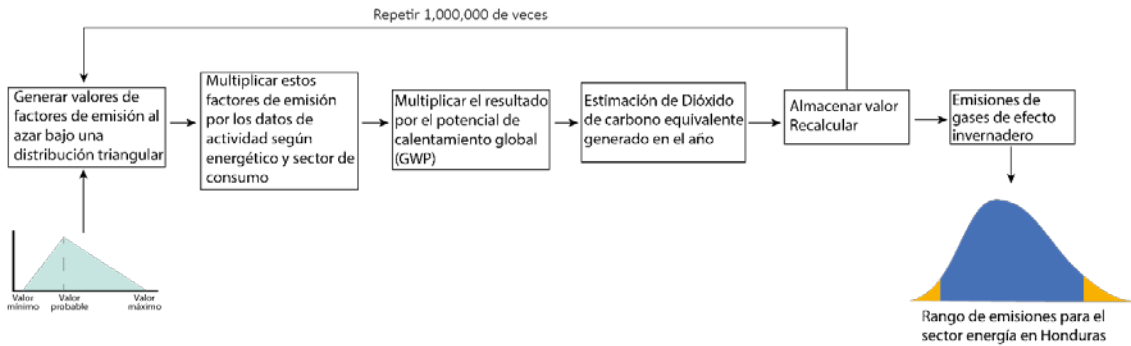 Repetir 1,000,000 de veces
Generar valores de
factores de emisión al
azar bajo una
distribución triangular
Multiplicar estos
factores de emisión
por los datos de
actividad según
energético y sector de
consumo
Multiplicar el resultado
por el potencial de
calentamiento global
(GWP)
Estimación de Dióxido
de carbono equivalente
generado en el año
Almacenar valor
Recalcular
Emisiones de
gases de efecto
invernadero
Valor
mínimo
Valor
probable
Valor
máximo
Rango de emisiones para el
sector energía en Honduras